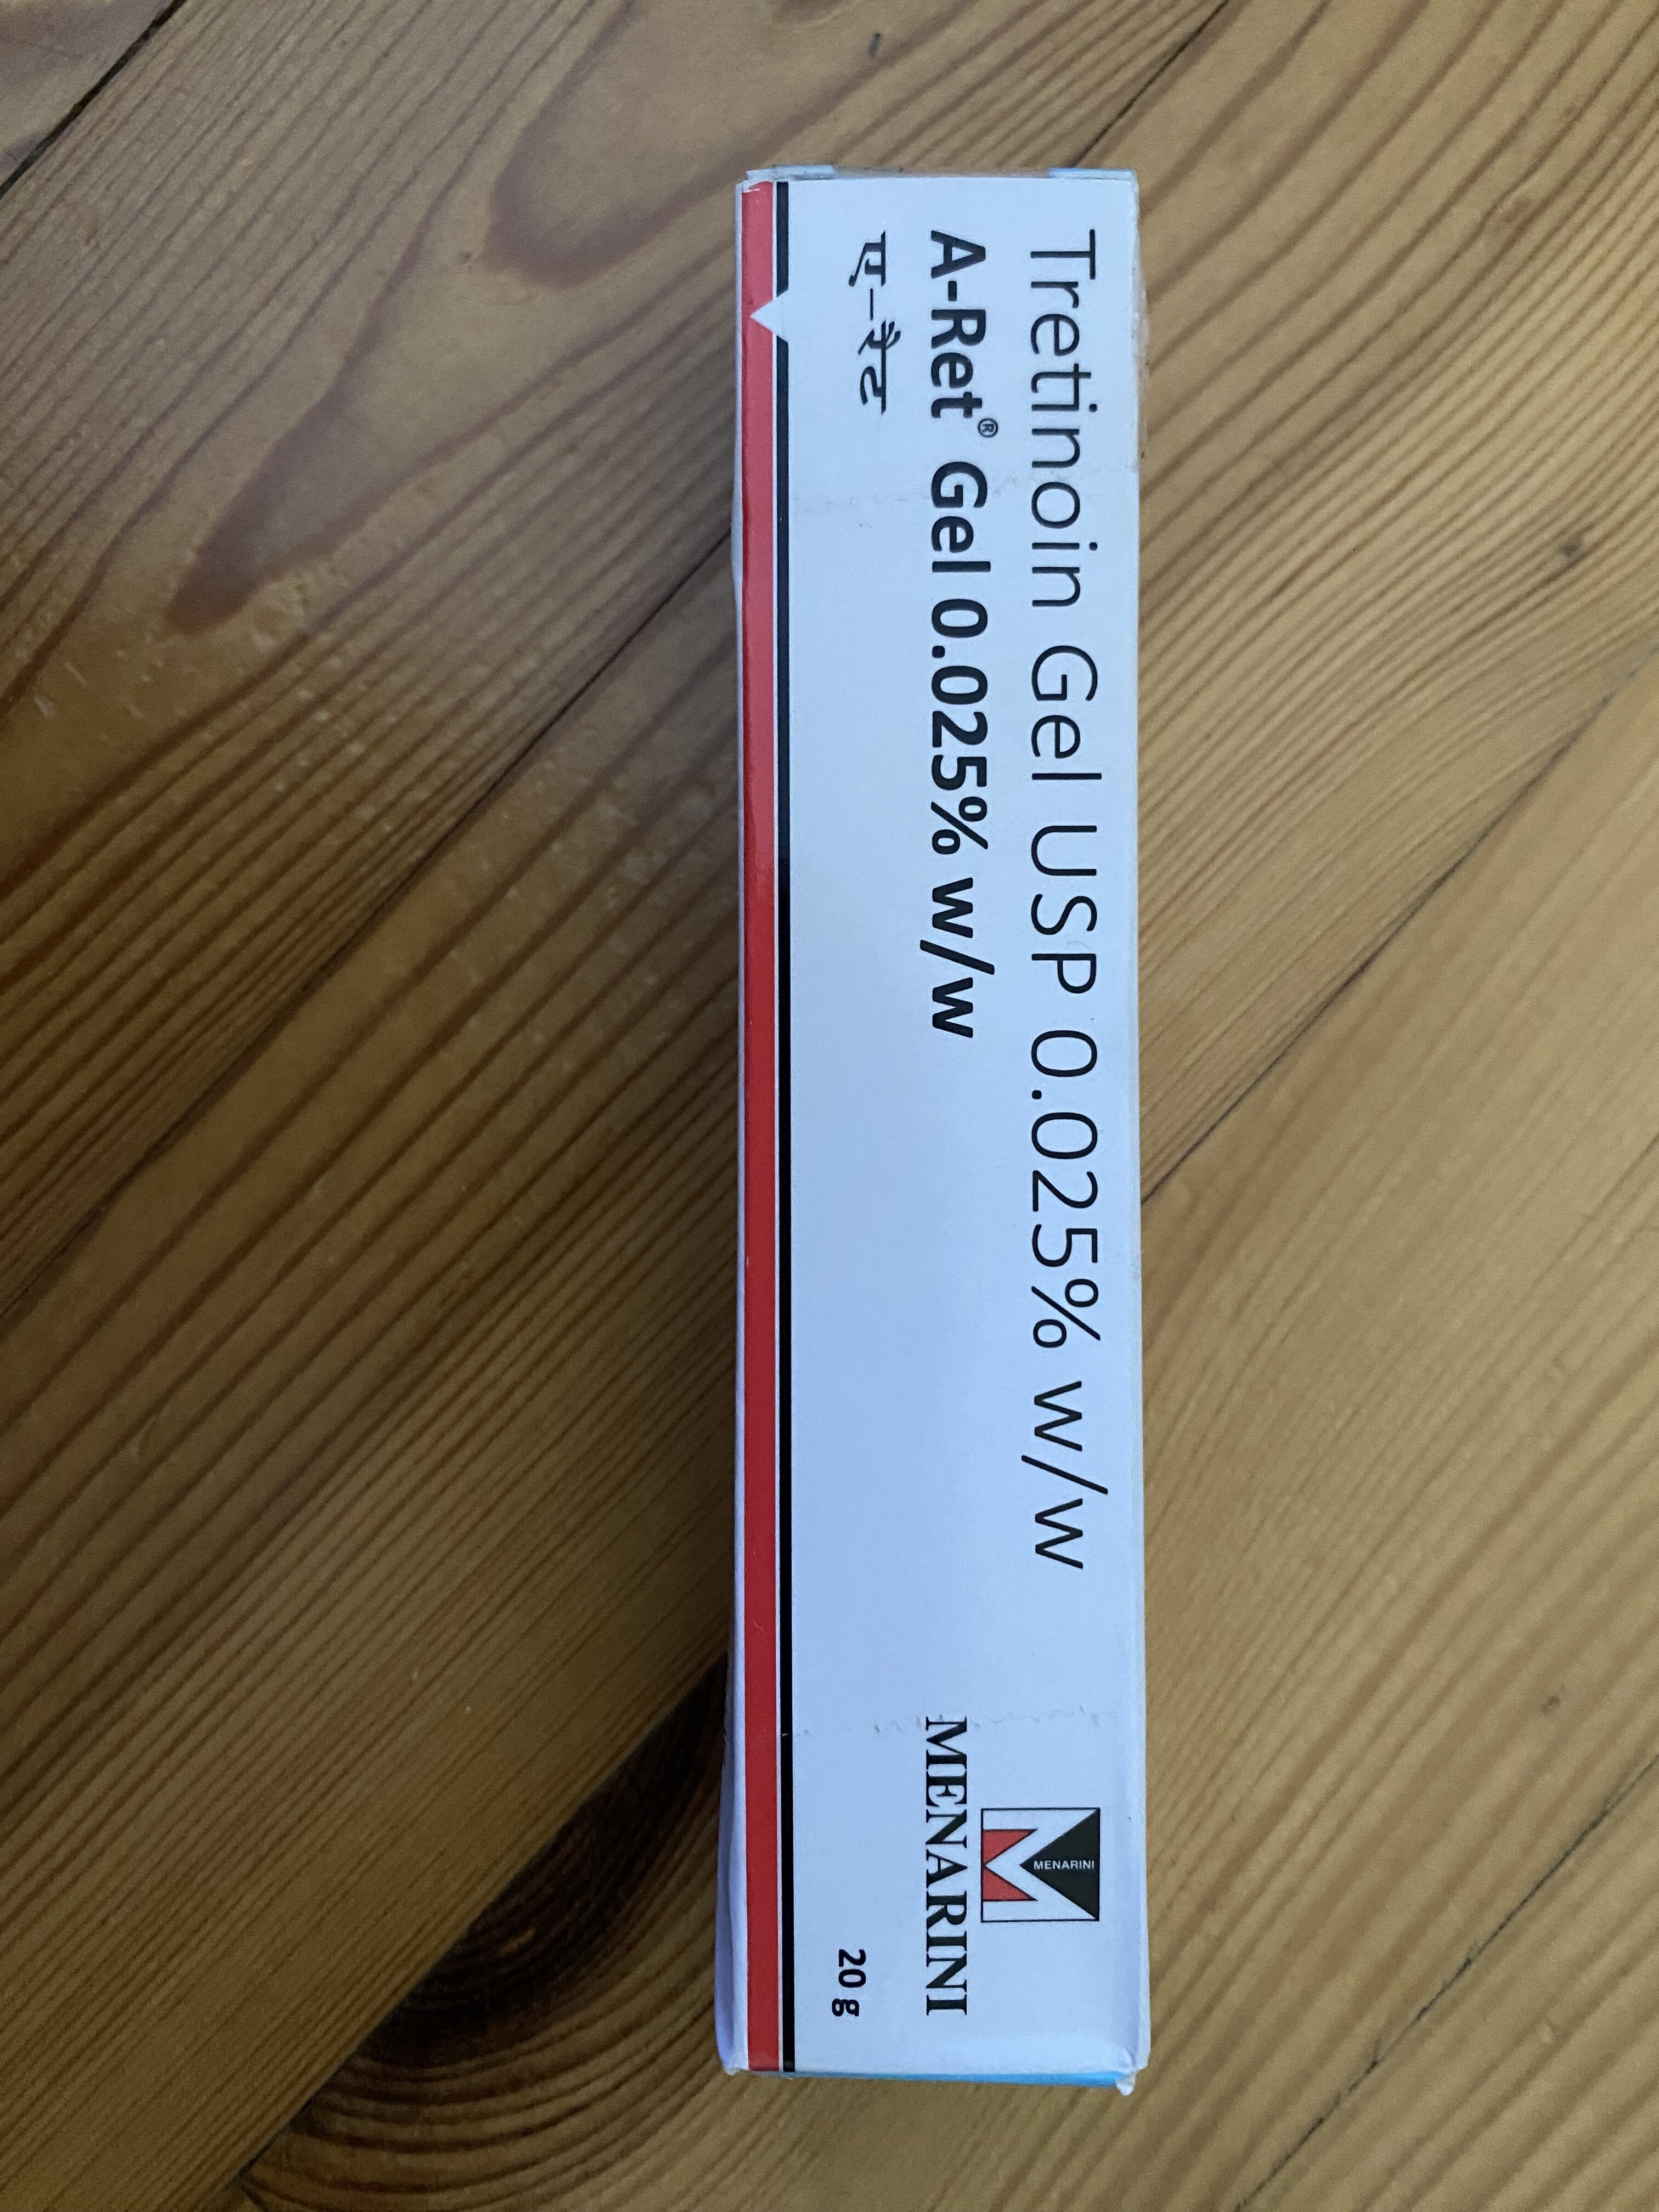 Tretinoin Gel USP 0.025% w/w
A-Ret® Gel 0.025% w/w
ए-रेट
MENARINI
MENARINI
20 g